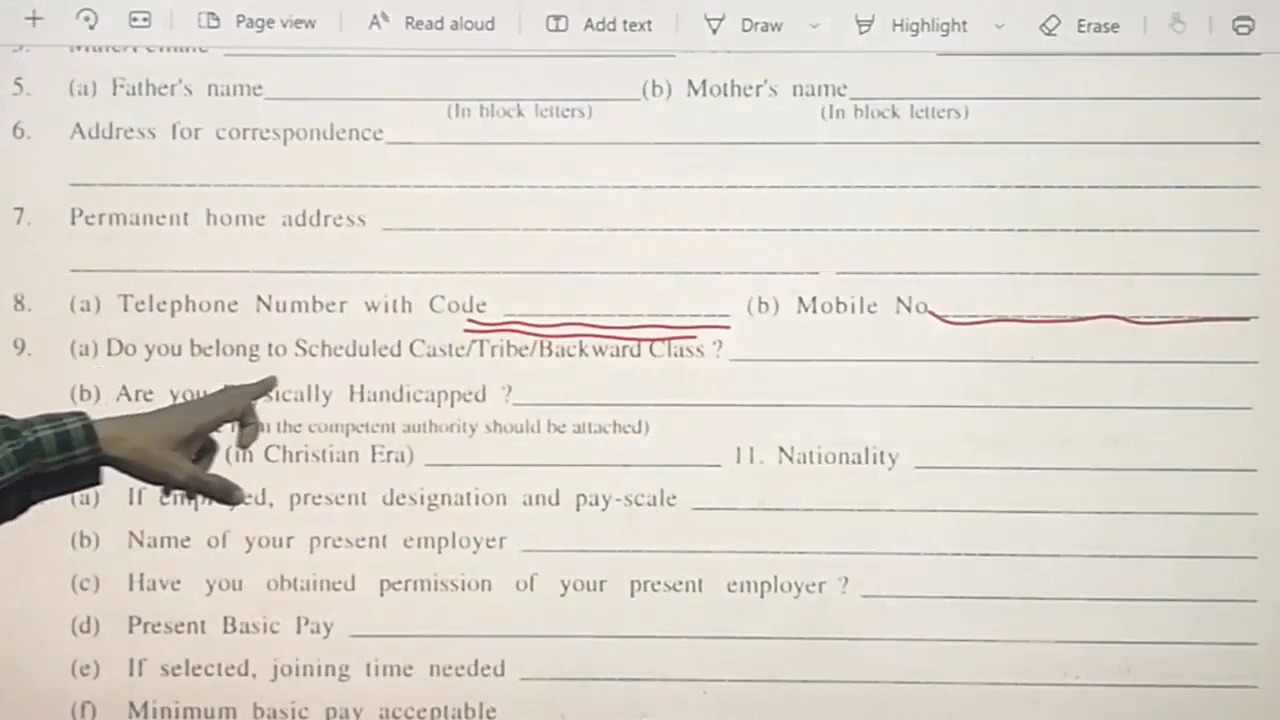 Page view Read aloud Add text Draw Highlight Erase
5. (a) Father's name (b) Mother's name
(In block letters) (In block letters)
6. Address for correspondence
7. Permanent home address
8. (a) Telephone Number with Code (b) Mobile No.
9. (a) Do you belong to Scheduled Caste/Tribe/Backward Class ?
(b) Are you Physically Handicapped ?
the competent authority should be attached)
(in Christian Era) 11. Nationality
(a) If employed, present designation and pay-scale
(b) Name of your present employer
(c) Have you obtained permission of your present employer ?
(d) Present Basic Pay
(e) If selected, joining time needed
(f) Minimum basic pay acceptable